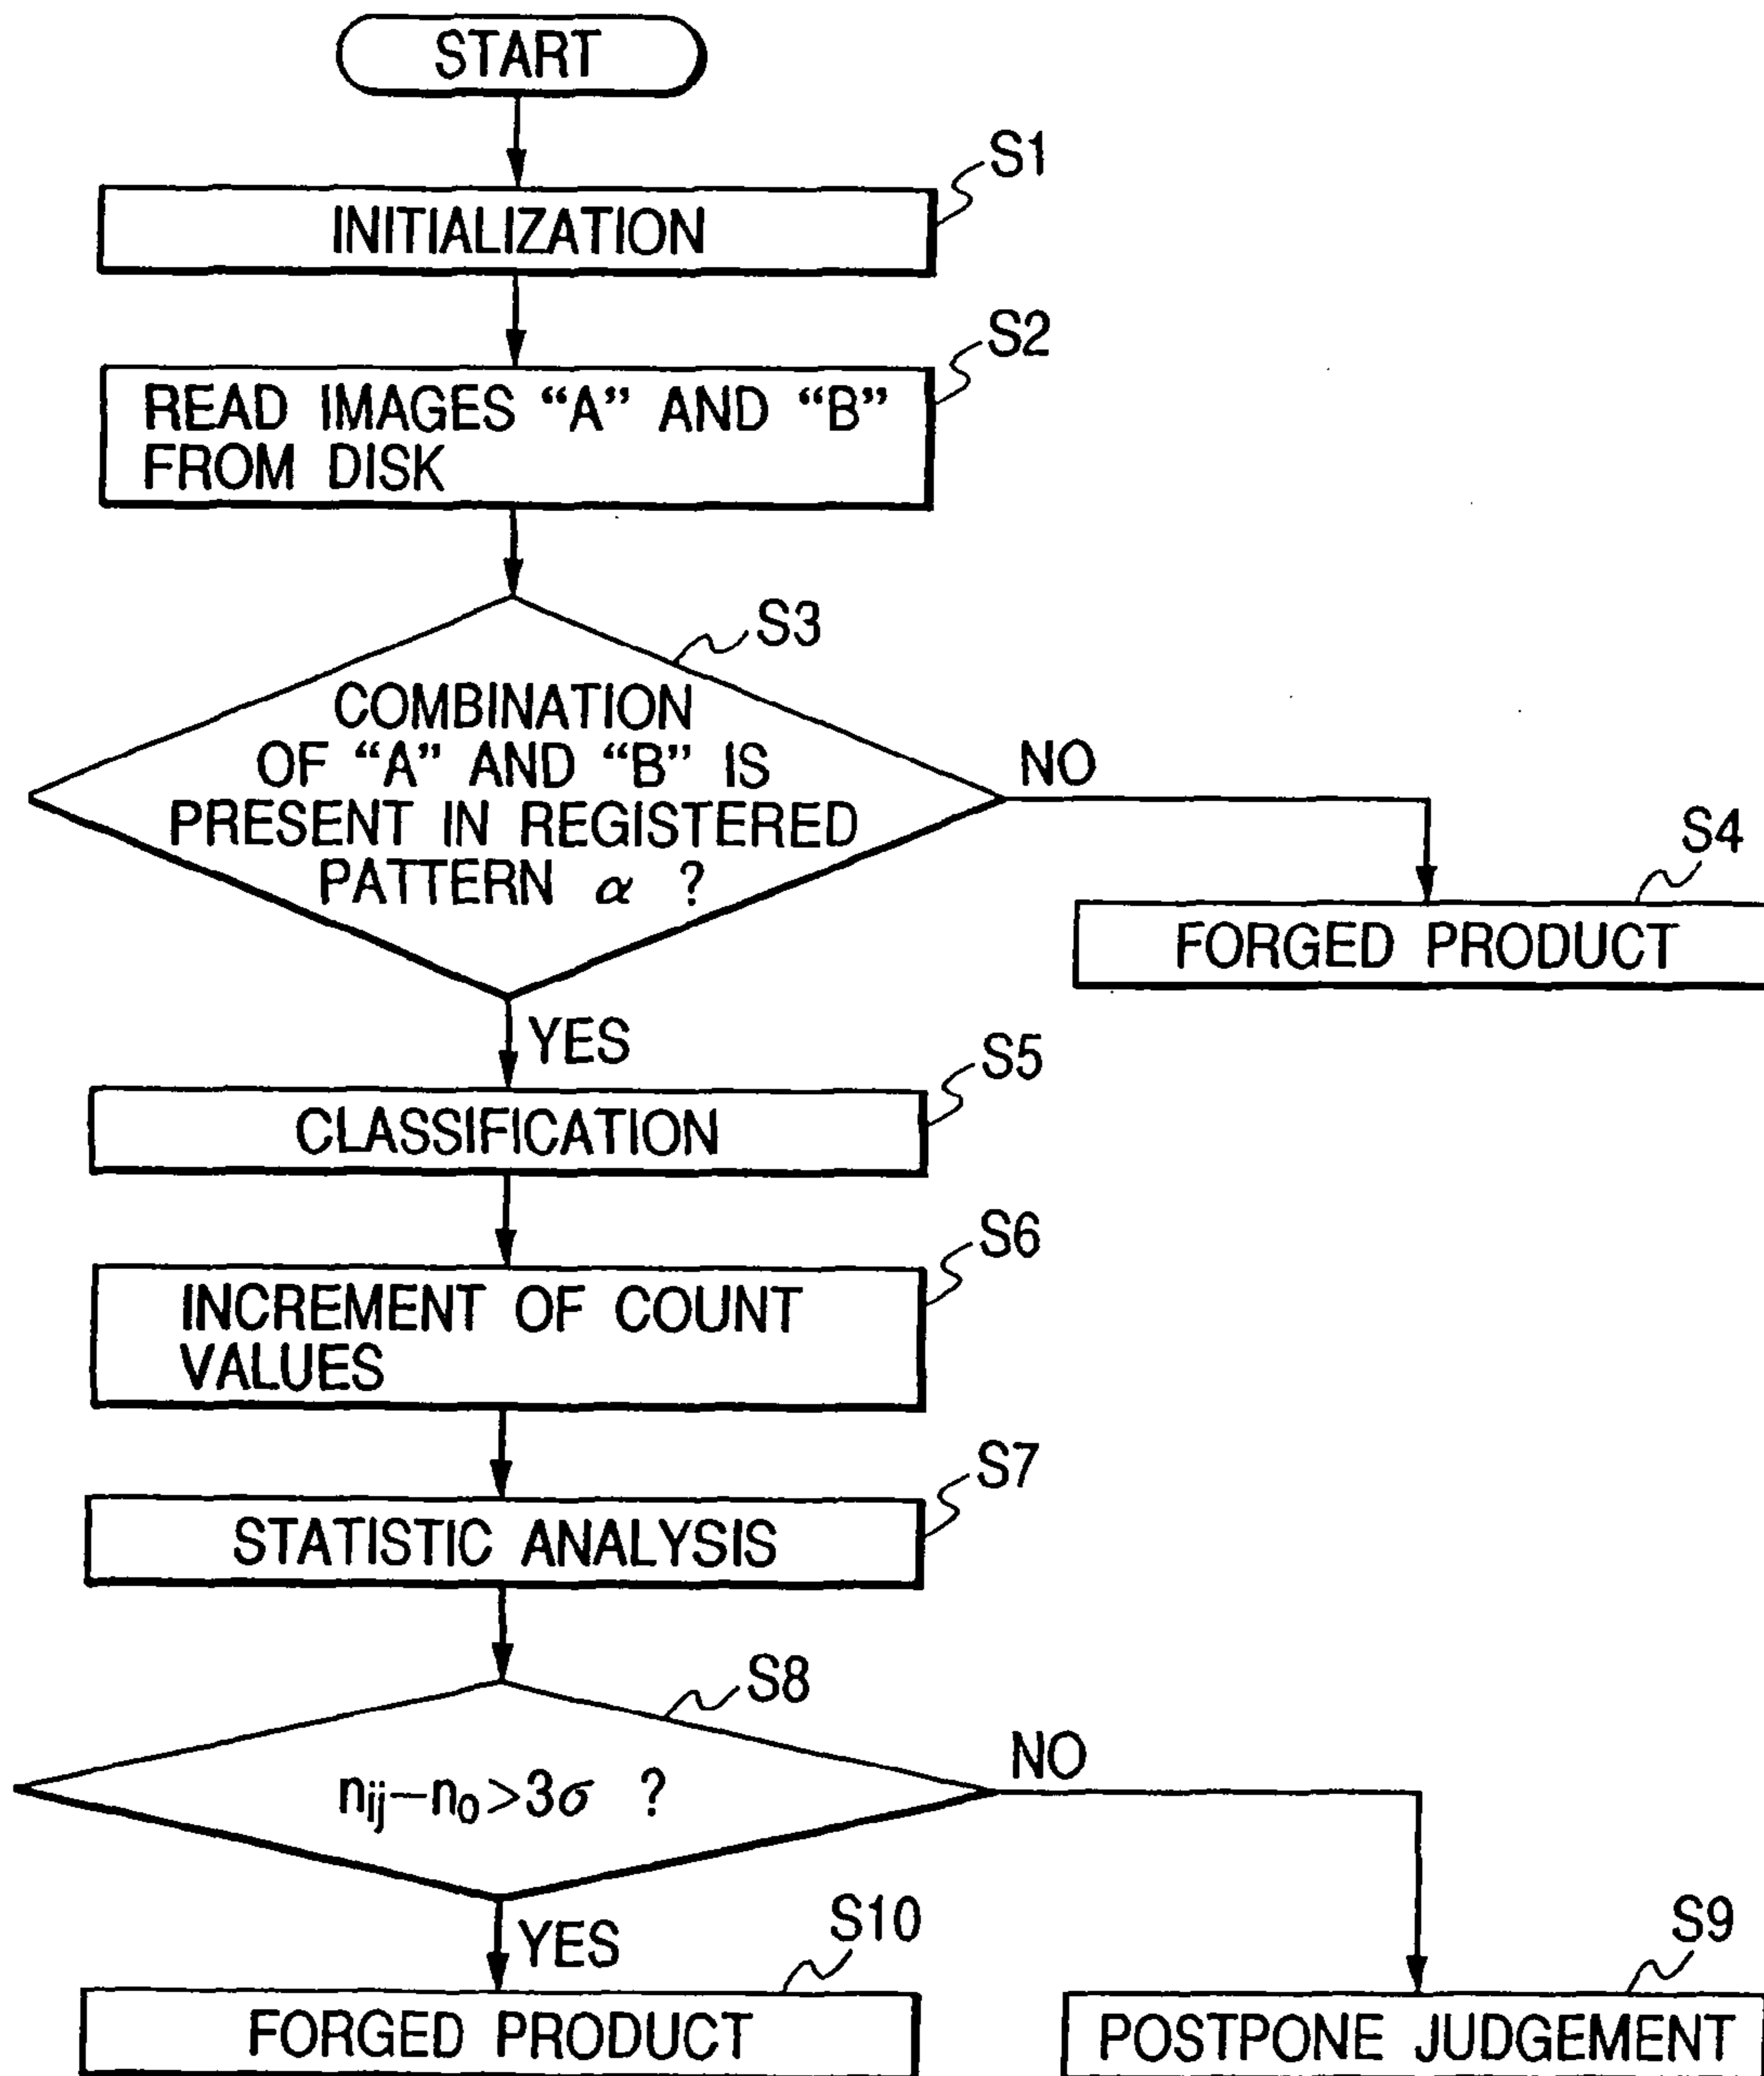 START
S1
INITIALIZATION
S2
READ IMAGES “A” AND “B”
FROM DISK
S3
COMBINATION
OF “A” AND “B” IS
PRESENT IN REGISTERED
PATTERN α ?
NO
S4
FORGED PRODUCT
YES
S5
CLASSIFICATION
S6
INCREMENT OF COUNT
VALUES
S7
STATISTIC ANALYSIS
S8
nij−n0>3σ ?
NO
YES
S10
FORGED PRODUCT
S9
POSTPONE JUDGEMENT